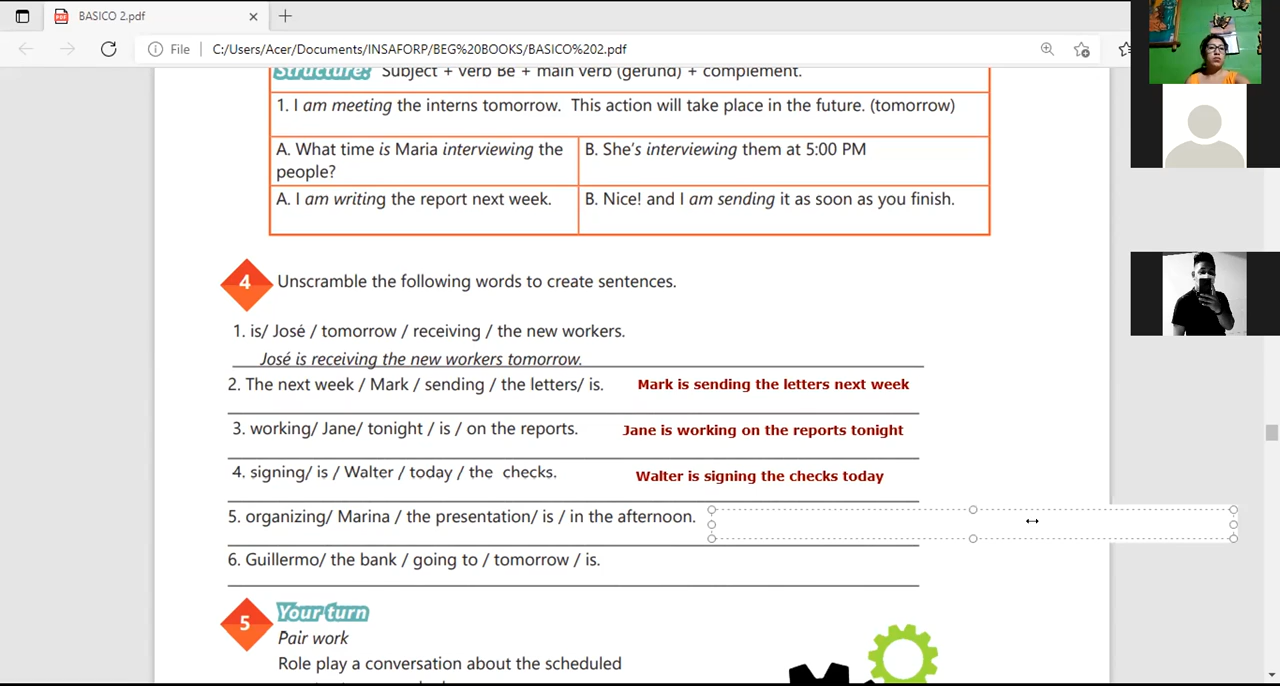 BASICO 2.pdf
File C:/Users/Acer/Documents/INSAFORP/BEG%20BOOKS/BASICO%202.pdf
Structure: Subject + verb Be + main verb (gerund) + complement.
1. I am meeting the interns tomorrow. This action will take place in the future. (tomorrow)
A. What time is Maria interviewing the people?
B. She's interviewing them at 5:00 PM
A. I am writing the report next week.
B. Nice! and I am sending it as soon as you finish.
4 Unscramble the following words to create sentences.
1. is/ José / tomorrow / receiving / the new workers.
José is receiving the new workers tomorrow.
2. The next week / Mark / sending / the letters/ is. Mark is sending the letters next week
3. working/ Jane/ tonight / is / on the reports. Jane is working on the reports tonight
4. signing/ is / Walter / today / the checks. Walter is signing the checks today
5. organizing/ Marina / the presentation/ is / in the afternoon.
6. Guillermo/ the bank / going to / tomorrow / is.
5 Your turn
Pair work
Role play a conversation about the scheduled